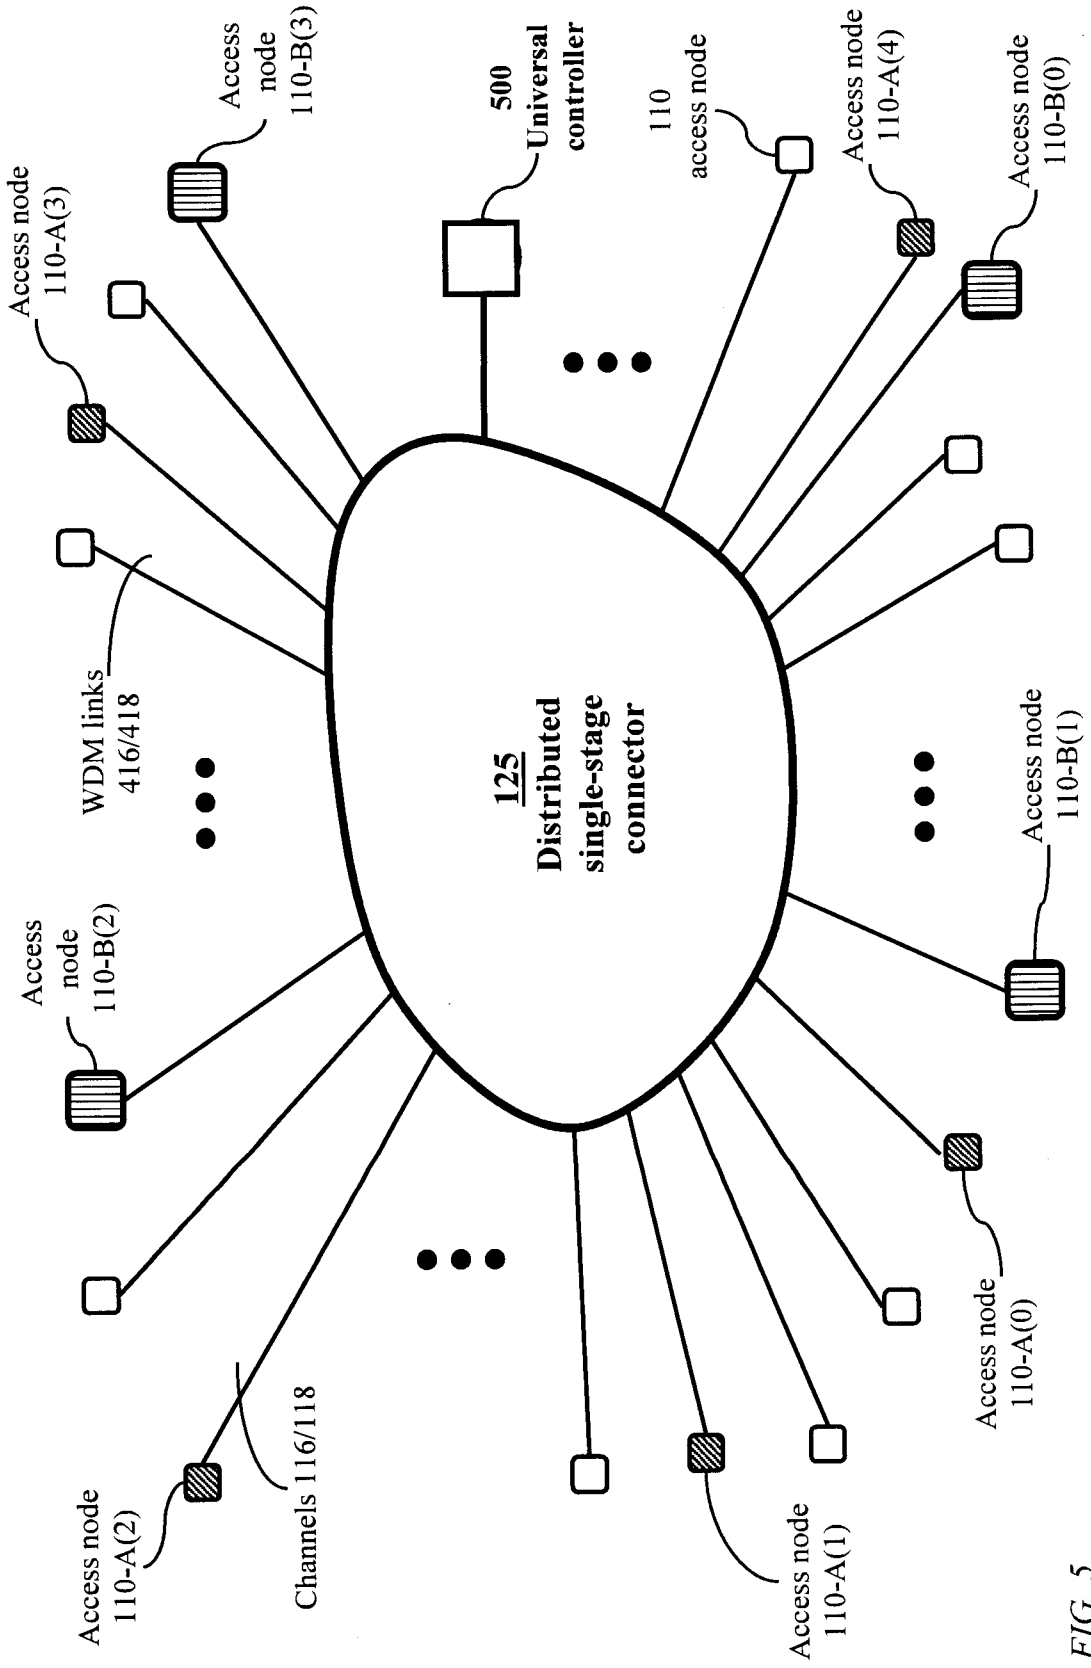 Access node
110-A(2)
Channels 116/118
Access
node
110-B(2)
WDM links
416/418
Access node
110-A(3)
Access
node
110-B(3)
500
Universal
controller
125
Distributed
single-stage
connector
110
access node
Access node
110-A(4)
Access node
110-B(0)
Access node
110-B(1)
Access node
110-A(0)
Access node
110-A(1)
FIG. 5